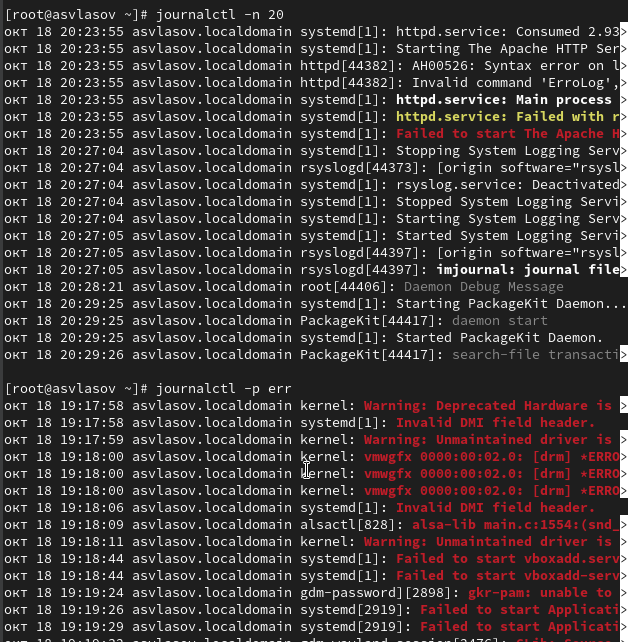 [root@asvlasov ~]# journalctl -n 20
окт 18 20:23:55 asvlasov.localdomain systemd[1]: httpd.service: Consumed 2.93>
окт 18 20:23:55 asvlasov.localdomain systemd[1]: Starting The Apache HTTP Ser>
окт 18 20:23:55 asvlasov.localdomain httpd[44382]: AH00526: Syntax error on l>
окт 18 20:23:55 asvlasov.localdomain httpd[44382]: Invalid command 'ErroLog',>
окт 18 20:23:55 asvlasov.localdomain systemd[1]: httpd.service: Main process >
окт 18 20:23:55 asvlasov.localdomain systemd[1]: httpd.service: Failed with r>
окт 18 20:23:55 asvlasov.localdomain systemd[1]: Failed to start The Apache H>
окт 18 20:27:04 asvlasov.localdomain systemd[1]: Stopping System Logging Serv>
окт 18 20:27:04 asvlasov.localdomain rsyslogd[44373]: [origin software="rsysl>
окт 18 20:27:04 asvlasov.localdomain systemd[1]: rsyslog.service: Deactivated>
окт 18 20:27:04 asvlasov.localdomain systemd[1]: Stopped System Logging Servi>
окт 18 20:27:04 asvlasov.localdomain systemd[1]: Starting System Logging Serv>
окт 18 20:27:05 asvlasov.localdomain systemd[1]: Started System Logging Servi>
окт 18 20:27:05 asvlasov.localdomain rsyslogd[44397]: [origin software="rsysl>
окт 18 20:27:05 asvlasov.localdomain rsyslogd[44397]: imjournal: journal file>
окт 18 20:28:21 asvlasov.localdomain root[44406]: Daemon Debug Message
окт 18 20:29:25 asvlasov.localdomain systemd[1]: Starting PackageKit Daemon...
окт 18 20:29:25 asvlasov.localdomain PackageKit[44417]: daemon start
окт 18 20:29:25 asvlasov.localdomain systemd[1]: Started PackageKit Daemon.
окт 18 20:29:26 asvlasov.localdomain PackageKit[44417]: search-file transacti>
[root@asvlasov ~]# journalctl -p err
окт 18 19:17:58 asvlasov.localdomain kernel: Warning: Deprecated Hardware is >
окт 18 19:17:58 asvlasov.localdomain systemd[1]: Invalid DMI field header.
окт 18 19:17:59 asvlasov.localdomain kernel: Warning: Unmaintained driver is >
окт 18 19:18:00 asvlasov.localdomain kernel: vmwgfx 0000:00:02.0: [drm] *ERRO>
окт 18 19:18:00 asvlasov.localdomain kernel: vmwgfx 0000:00:02.0: [drm] *ERRO>
окт 18 19:18:00 asvlasov.localdomain kernel: vmwgfx 0000:00:02.0: [drm] *ERRO>
окт 18 19:18:06 asvlasov.localdomain systemd[1]: Invalid DMI field header.
окт 18 19:18:09 asvlasov.localdomain alsactl[828]: alsa-lib main.c:1554:(snd_>
окт 18 19:18:11 asvlasov.localdomain kernel: Warning: Unmaintained driver is >
окт 18 19:18:44 asvlasov.localdomain systemd[1]: Failed to start vboxadd.serv>
окт 18 19:18:44 asvlasov.localdomain systemd[1]: Failed to start vboxadd-serv>
окт 18 19:19:24 asvlasov.localdomain gdm-password][2898]: gkr-pam: unable to >
окт 18 19:19:26 asvlasov.localdomain systemd[2919]: Failed to start Applicati>
окт 18 19:19:29 asvlasov.localdomain systemd[2919]: Failed to start Applicati>